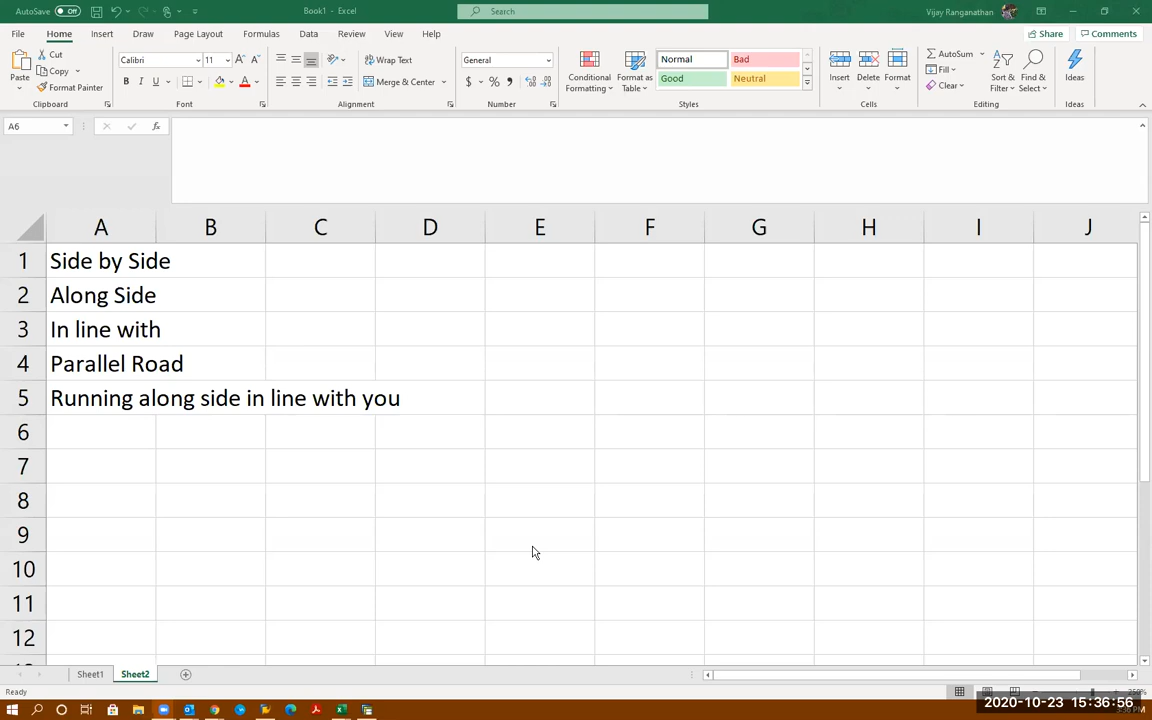 AutoSave Off Book1 - Excel Search Vijay Ranganathan
File Home Insert Draw Page Layout Formulas Data Review View Help Share Comments
Cut
Copy
Format Painter
Paste
Clipboard
Calibri 11
B I U
Font
Wrap Text
Merge & Center
Alignment
General
$ % ,
Number
Conditional Formatting
Format as Table
Normal Bad
Good Neutral
Styles
Insert Delete Format
Cells
AutoSum
Fill
Clear
Sort & Filter
Find & Select
Editing
Ideas
Ideas
A6 fx
A B C D E F G H I J
1 Side by Side
2 Along Side
3 In line with
4 Parallel Road
5 Running along side in line with you
6
7
8
9
10
11
12
Sheet1 Sheet2
Ready
2020-10-23 15:36:56